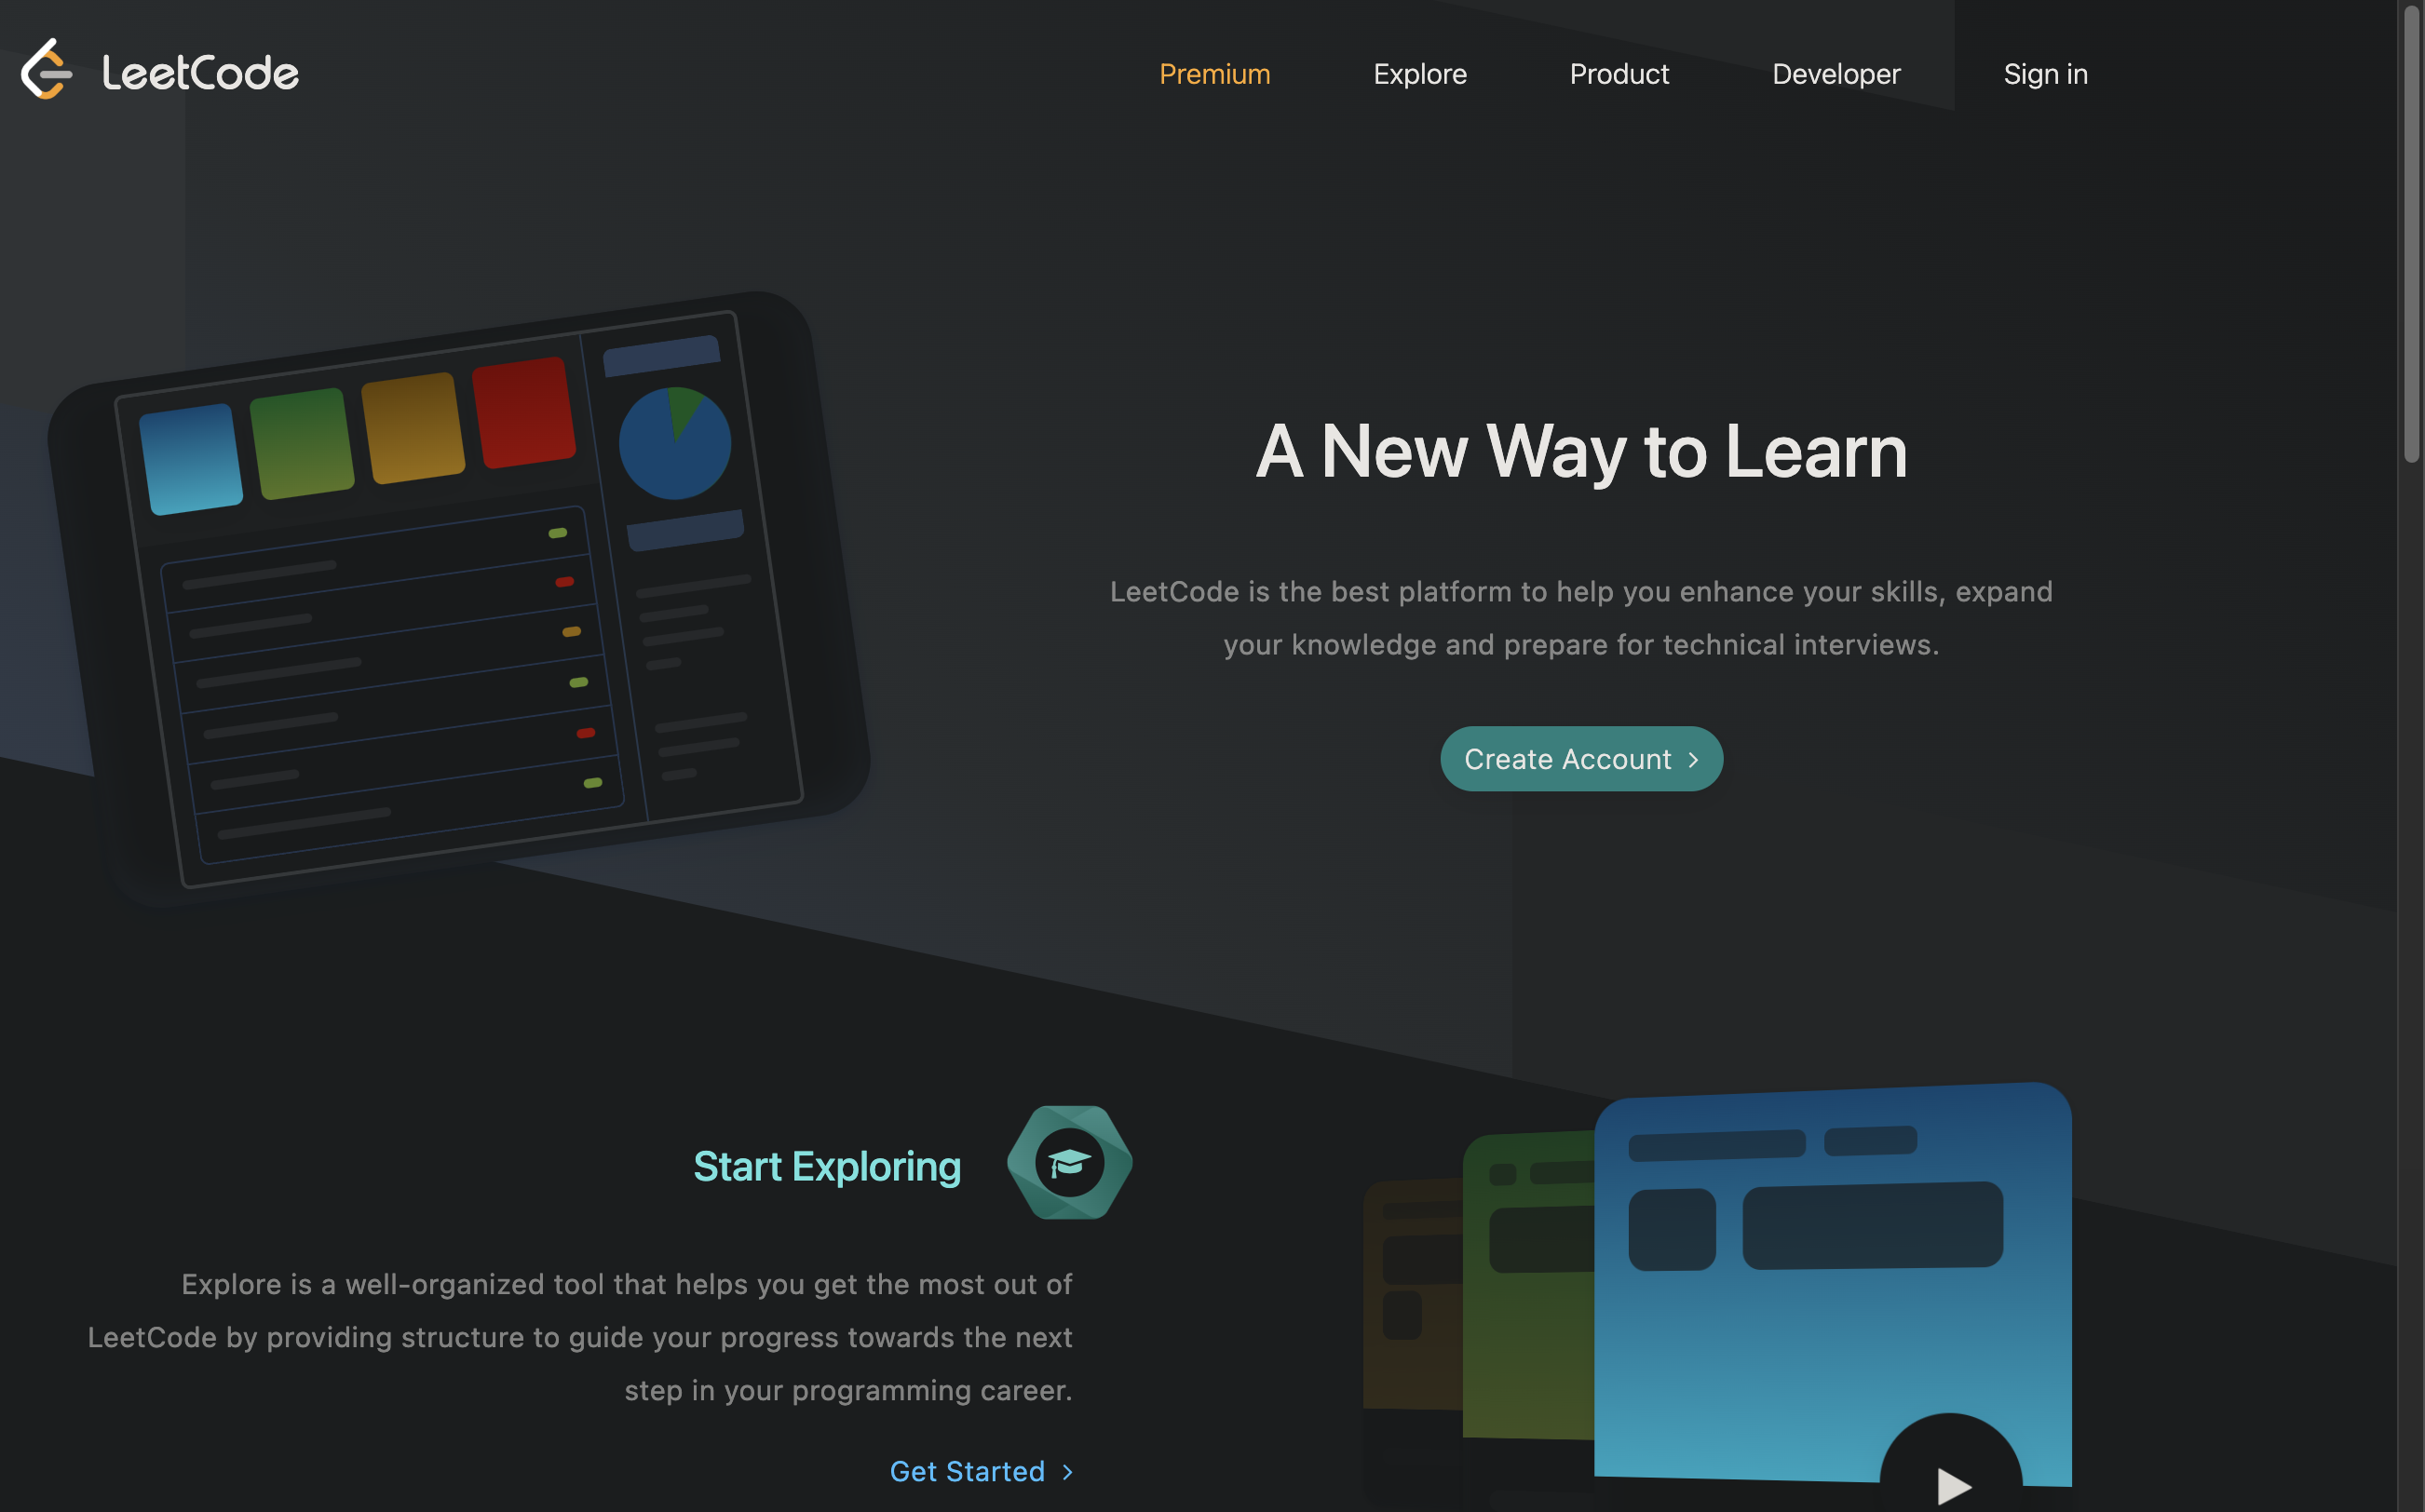 LeetCode
Premium
Explore
Product
Developer
Sign in
A New Way to Learn
LeetCode is the best platform to help you enhance your skills, expand
your knowledge and prepare for technical interviews.
Create Account
Start Exploring
Explore is a well-organized tool that helps you get the most out of
LeetCode by providing structure to guide your progress towards the next
step in your programming career.
Get Started